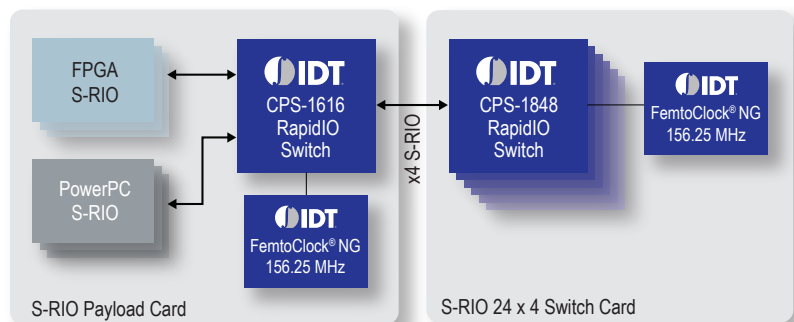 FPGA
S-RIO
PowerPC
S-RIO
IDT
CPS-1616
RapidIO
Switch
IDT
FemtoClock® NG
156.25 MHz
S-RIO Payload Card
x4 S-RIO
IDT
CPS-1848
RapidIO
Switch
IDT
FemtoClock® NG
156.25 MHz
S-RIO 24 x 4 Switch Card